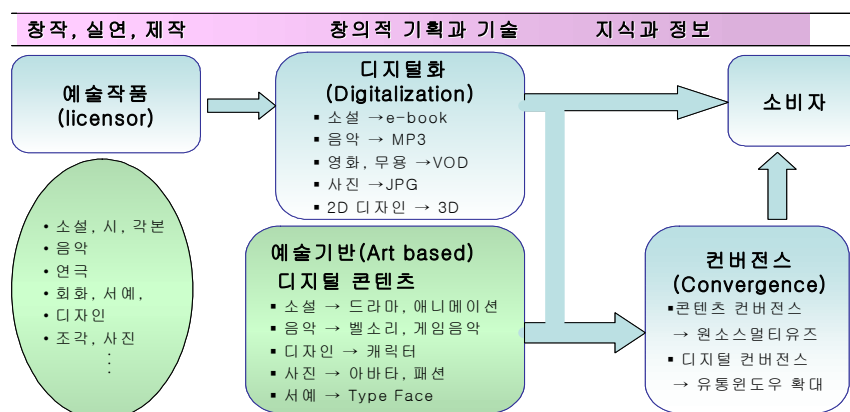 창작, 실연, 제작
창의적 기획과 기술
지식과 정보
예술작품
(licensor)
• 소설, 시, 각본
• 음악
• 연극
• 회화, 서예,
• 디자인
• 조각, 사진
⋮
디지털화
(Digitalization)
▪ 소설 →e-book
▪ 음악 → MP3
▪ 영화, 무용 →VOD
▪ 사진 →JPG
▪ 2D 디자인 → 3D
예술기반(Art based)
디지털 콘텐츠
▪ 소설 → 드라마, 애니메이션
▪ 음악 → 벨소리, 게임음악
▪ 디자인 → 캐릭터
▪ 사진 → 아바타, 패션
▪ 서예 → Type Face
소비자
컨버전스
(Convergence)
▪콘텐츠 컨버전스
→ 원소스멀티유즈
▪ 디지털 컨버전스
→ 유통윈도우 확대